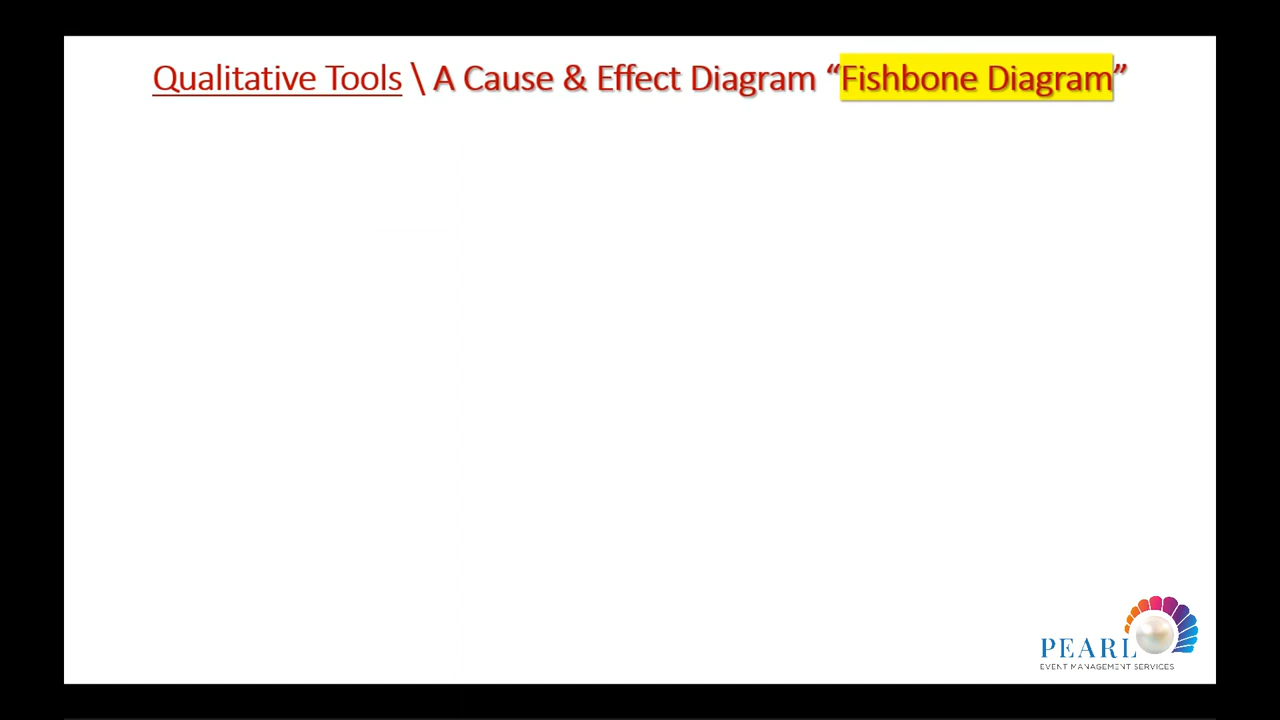 Qualitative Tools \ A Cause & Effect Diagram “Fishbone Diagram”
PEARL
EVENT MANAGEMENT SERVICES